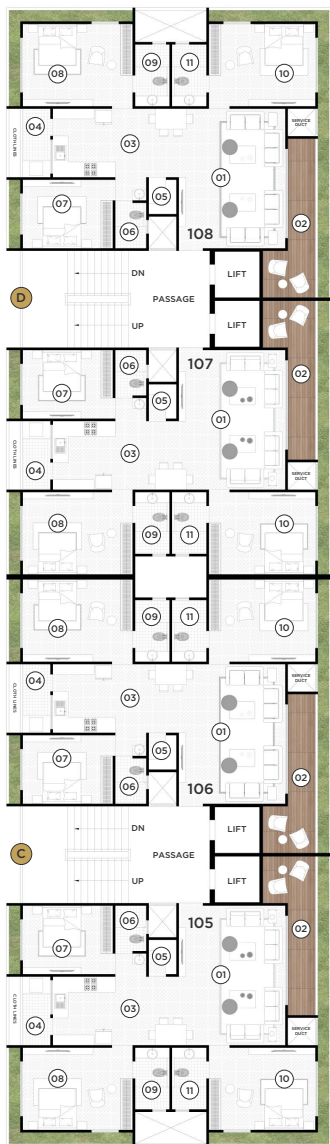 08
09
11
10
04
CLOTH LINES
03
SERVICE
DUCT
07
05
01
02
06
108
DN
LIFT
D
PASSAGE
UP
LIFT
06
107
07
05
01
02
03
04
CLOTH LINES
SERVICE
DUCT
08
09
11
10
08
09
11
10
04
CLOTH LINES
03
SERVICE
DUCT
01
05
07
06
106
02
DN
LIFT
C
PASSAGE
UP
LIFT
06
105
02
07
05
01
03
CLOTH LINES
04
SERVICE
DUCT
08
09
11
10